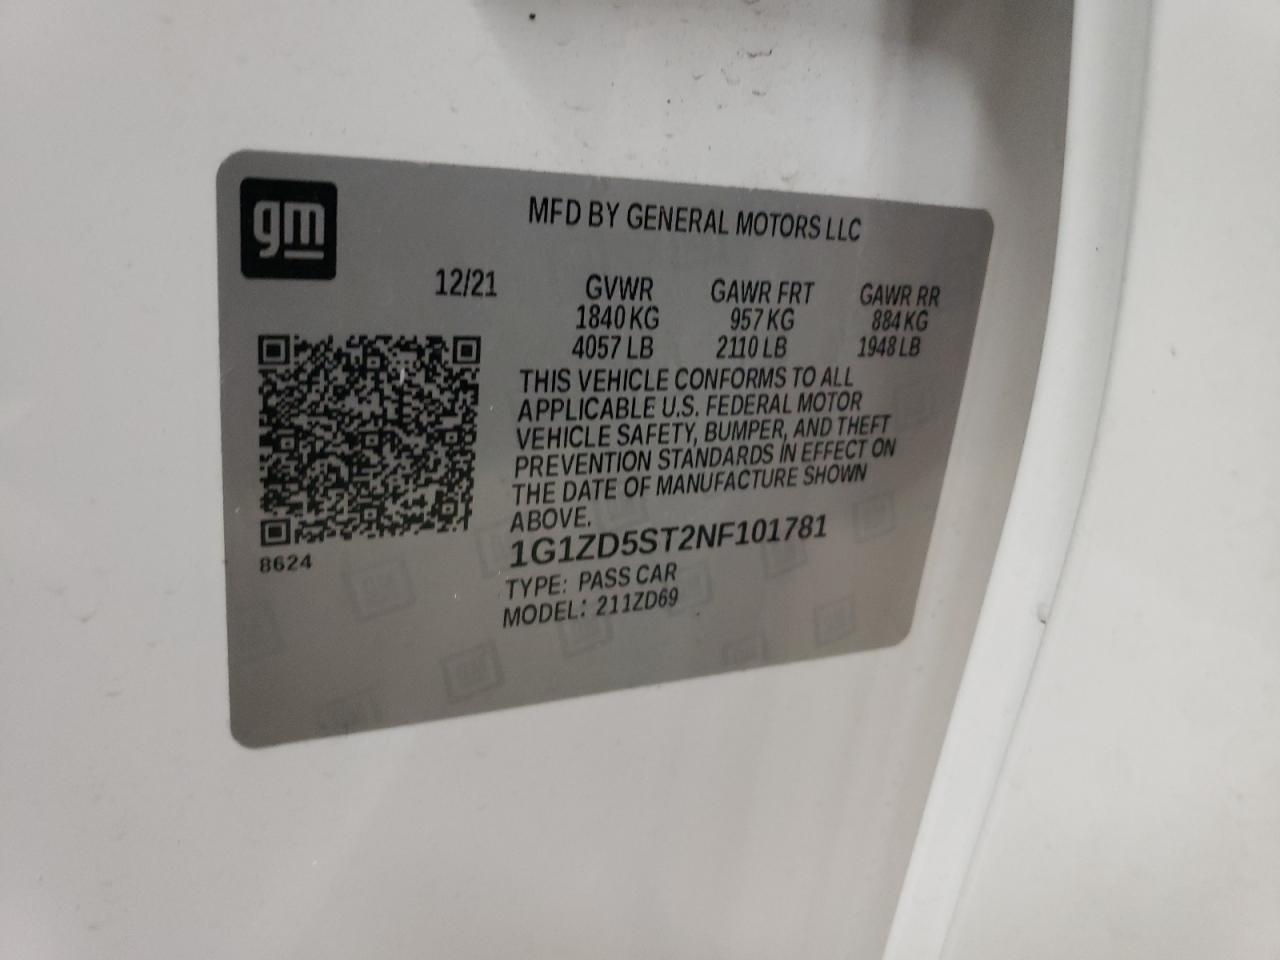 gm
MFD BY GENERAL MOTORS LLC
12/21 GVWR GAWR FRT GAWR RR
1840 KG 957 KG 884 KG
4057 LB 2110 LB 1948 LB
THIS VEHICLE CONFORMS TO ALL
APPLICABLE U.S. FEDERAL MOTOR
VEHICLE SAFETY, BUMPER, AND THEFT
PREVENTION STANDARDS IN EFFECT ON
THE DATE OF MANUFACTURE SHOWN
ABOVE.
8624
1G1ZD5ST2NF101781
TYPE: PASS CAR
MODEL: 211ZD69